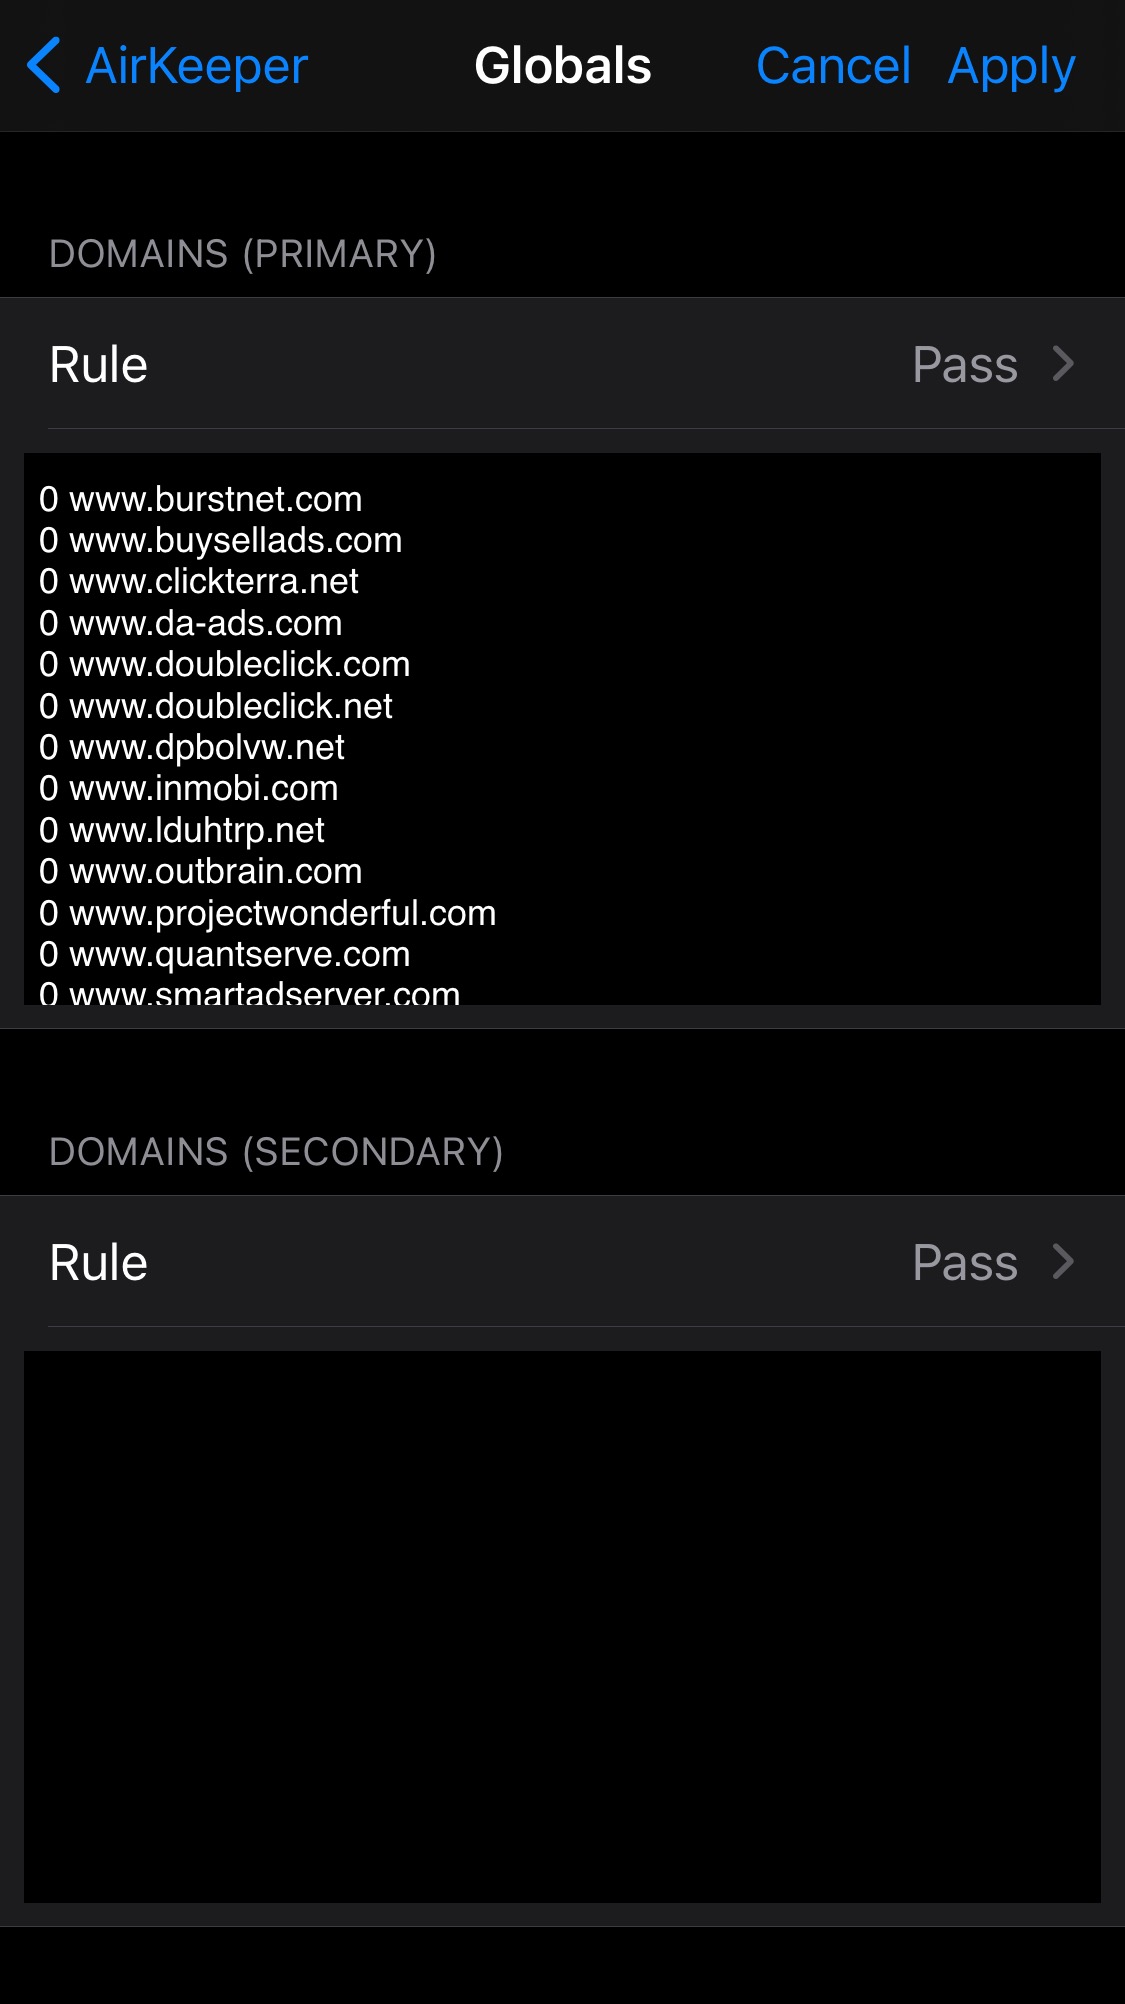 AirKeeper Globals Cancel Apply
DOMAINS (PRIMARY)
Rule Pass
0 www.burstnet.com
0 www.buysellads.com
0 www.clickterra.net
0 www.da-ads.com
0 www.doubleclick.com
0 www.doubleclick.net
0 www.dpbolvw.net
0 www.inmobi.com
0 www.lduhtrp.net
0 www.outbrain.com
0 www.projectwonderful.com
0 www.quantserve.com
0 www.smartadserver.com
DOMAINS (SECONDARY)
Rule Pass